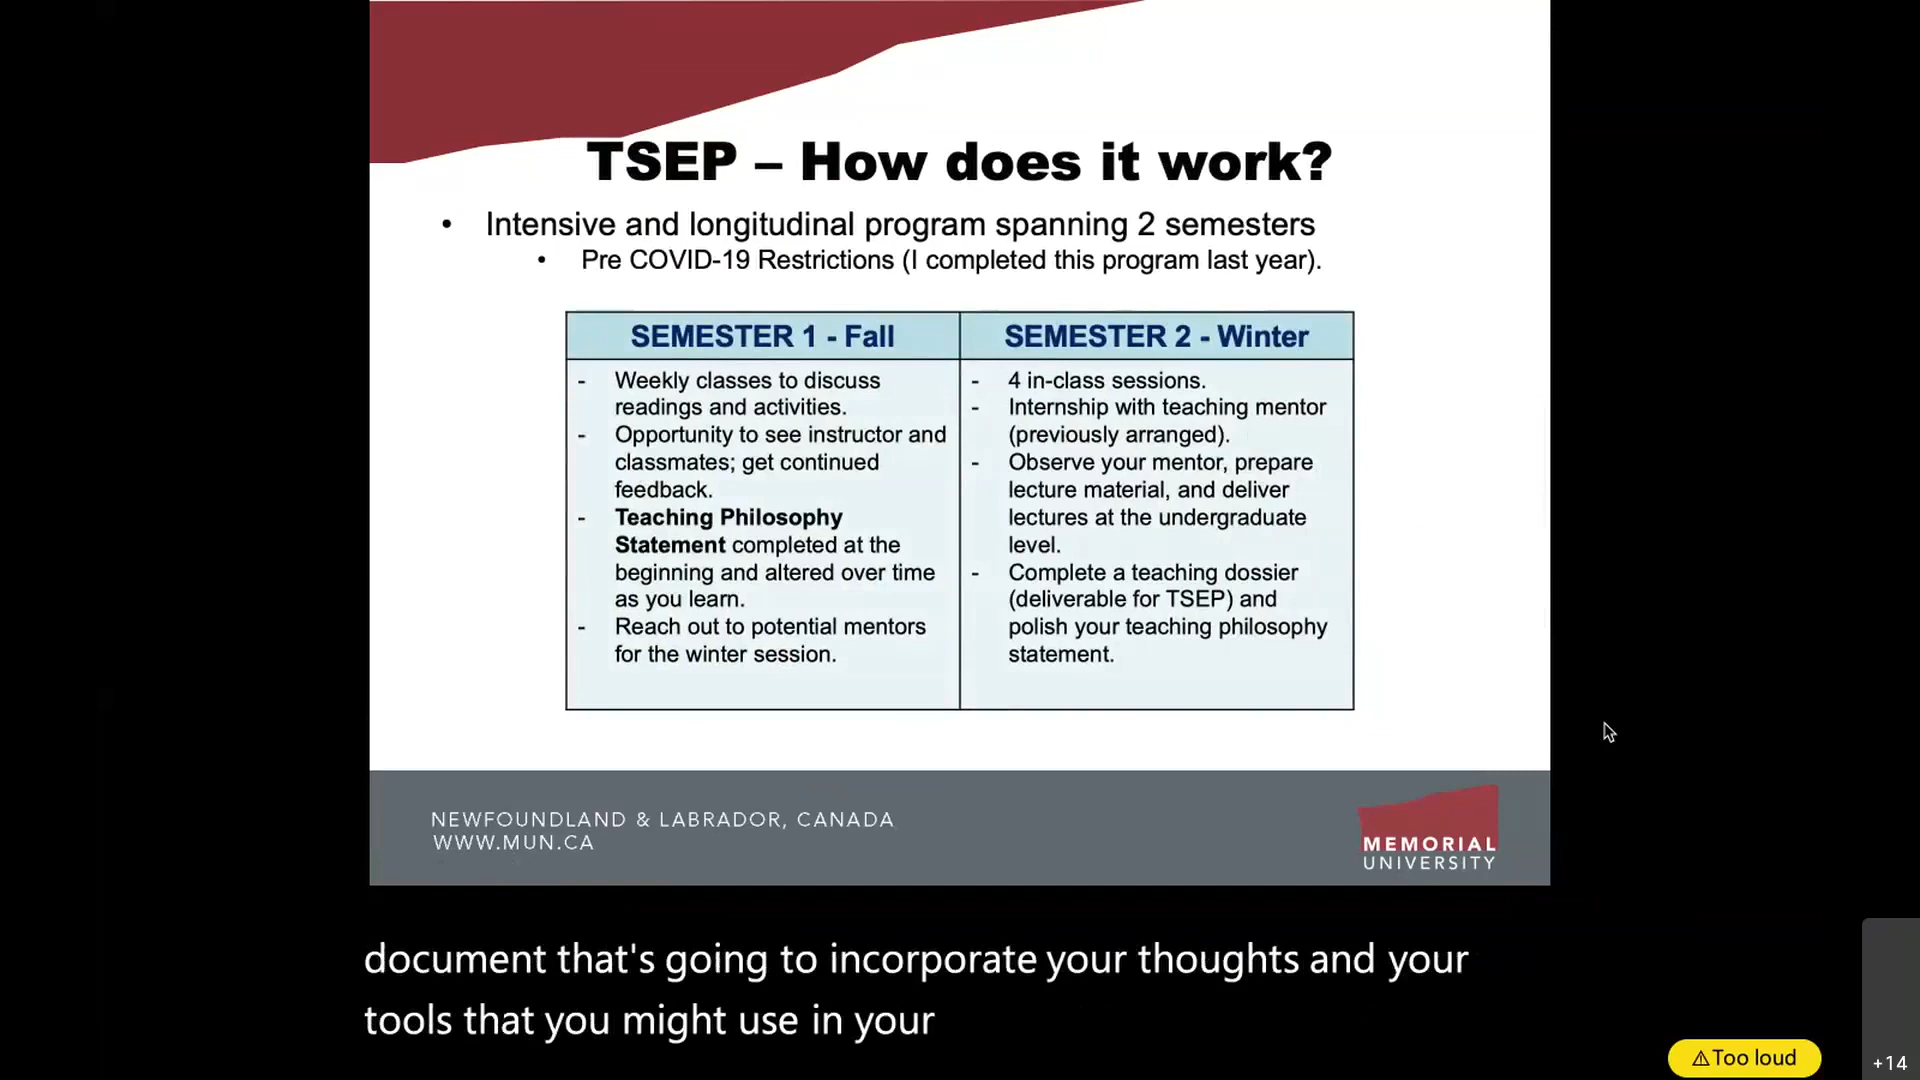 TSEP – How does it work?
• Intensive and longitudinal program spanning 2 semesters
• Pre COVID-19 Restrictions (I completed this program last year).
SEMESTER 1 - Fall
- Weekly classes to discuss
readings and activities.
- Opportunity to see instructor and
classmates; get continued
feedback.
- Teaching Philosophy
Statement completed at the
beginning and altered over time
as you learn.
- Reach out to potential mentors
for the winter session.
SEMESTER 2 - Winter
- 4 in-class sessions.
- Internship with teaching mentor
(previously arranged).
- Observe your mentor, prepare
lecture material, and deliver
lectures at the undergraduate
level.
- Complete a teaching dossier
(deliverable for TSEP) and
polish your teaching philosophy
statement.
NEWFOUNDLAND & LABRADOR, CANADA
WWW.MUN.CA
MEMORIAL
UNIVERSITY
document that's going to incorporate your thoughts and your
tools that you might use in your
⚠Too loud
+14